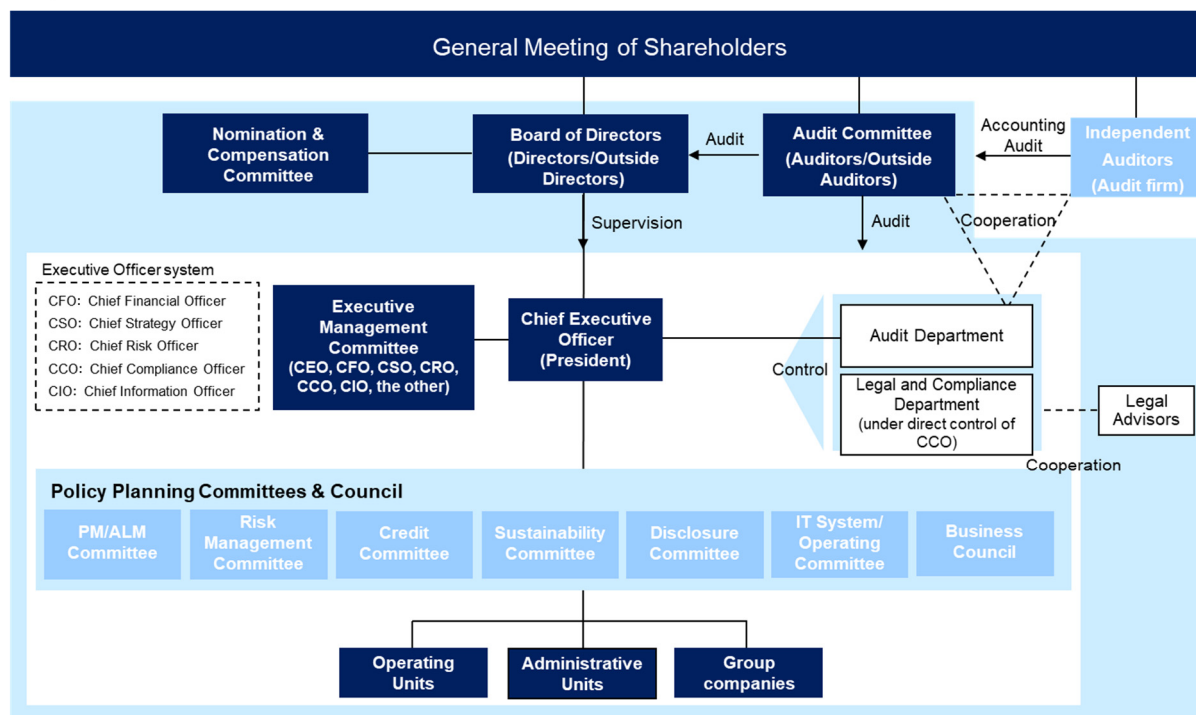 General Meeting of Shareholders
Nomination &
Compensation
Committee
Board of Directors
(Directors/Outside
Directors)
Audit
Audit Committee
(Auditors/Outside
Auditors)
Accounting
Audit
Independent
Auditors
(Audit firm)
Supervision
Audit
Cooperation
Executive Officer system
CFO: Chief Financial Officer
CSO: Chief Strategy Officer
CRO: Chief Risk Officer
CCO: Chief Compliance Officer
CIO: Chief Information Officer
Executive
Management
Committee
(CEO, CFO, CSO, CRO,
CCO, CIO, the other)
Chief Executive
Officer
(President)
Control
Audit Department
Legal and Compliance
Department
(under direct control of
CCO)
Legal
Advisors
Cooperation
Policy Planning Committees & Council
PM/ALM
Committee
Risk
Management
Committee
Credit
Committee
Sustainability
Committee
Disclosure
Committee
IT System/
Operating
Committee
Business
Council
Operating
Units
Administrative
Units
Group
companies